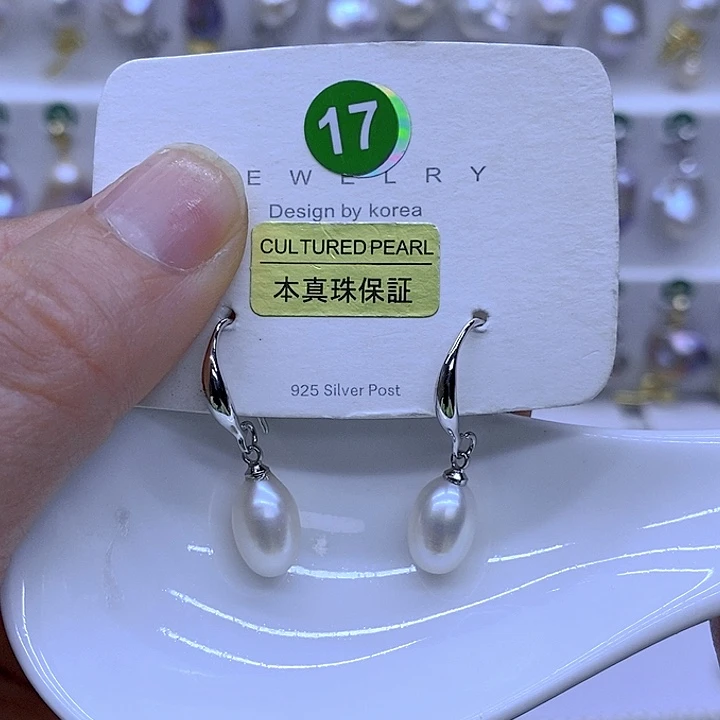 17
EWELRY
Design by korea
CULTURED PEARL
本真珠保証
925 Silver Post